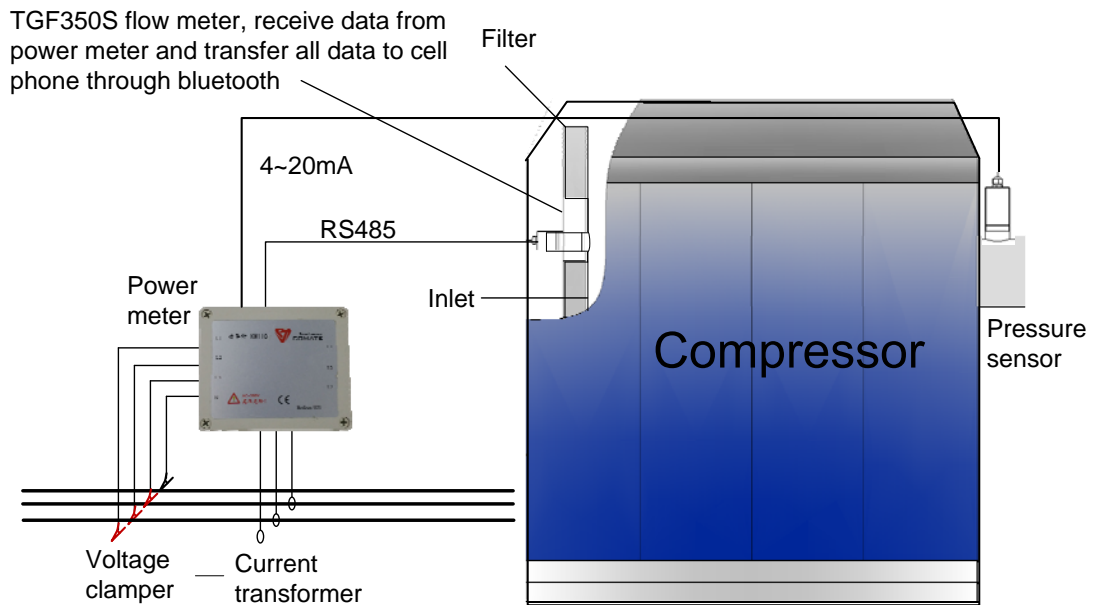 TGF350S flow meter, receive data from
power meter and transfer all data to cell
phone through bluetooth
Filter
4~20mA
RS485
Power
meter
Inlet
Compressor
Pressure
sensor
CE
Voltage
clamper
Current
transformer